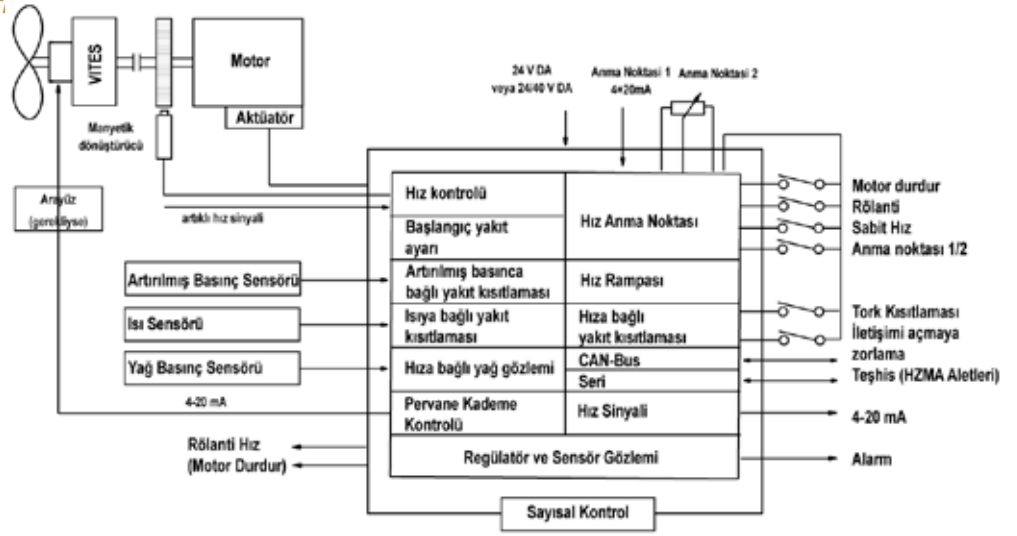 VITES
Motor
Aktüatör
Manyetik
dönüştürücü
Arayüz
(gerekliyse)
artıklı hız sinyali
24 V DA
veya 24/40 V DA
Anma Noktasi 1
4×20mA
Anma Noktasi 2
Hız kontrolü
Başlangıç yakıt
ayarı
Artırılmış basınca
bağlı yakıt kısıtlaması
Isıya bağlı yakıt
kısıtlaması
Hıza bağlı yağ gözlemi
Pervane Kademe
Kontrolü
Hız Anma Noktası
Hız Rampası
Hıza bağlı
yakıt kısıtlaması
CAN-Bus
Seri
Hız Sinyali
Regülatör ve Sensör Gözlemi
Sayısal Kontrol
Artırılmış Basınç Sensörü
Isı Sensörü
Yağ Basınç Sensörü
4-20 mA
Rölanti Hız
(Motor Durdur)
Motor durdur
Rölanti
Sabit Hız
Anma noktası 1/2
Tork Kısıtlaması
İletişimi açmaya
zorlama
Teşhis (HZMA Aletleri)
4-20 mA
Alarm